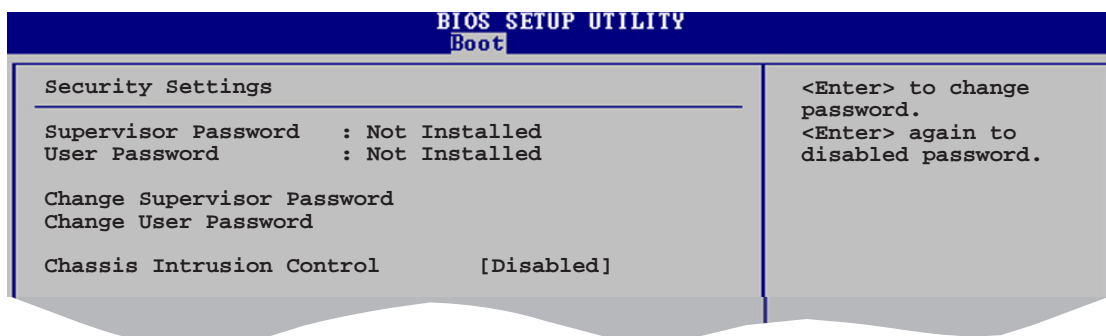 BIOS SETUP UTILITY
Boot
Security Settings
Supervisor Password : Not Installed
User Password : Not Installed
Change Supervisor Password
Change User Password
Chassis Intrusion Control [Disabled]
<Enter> to change
password.
<Enter> again to
disabled password.